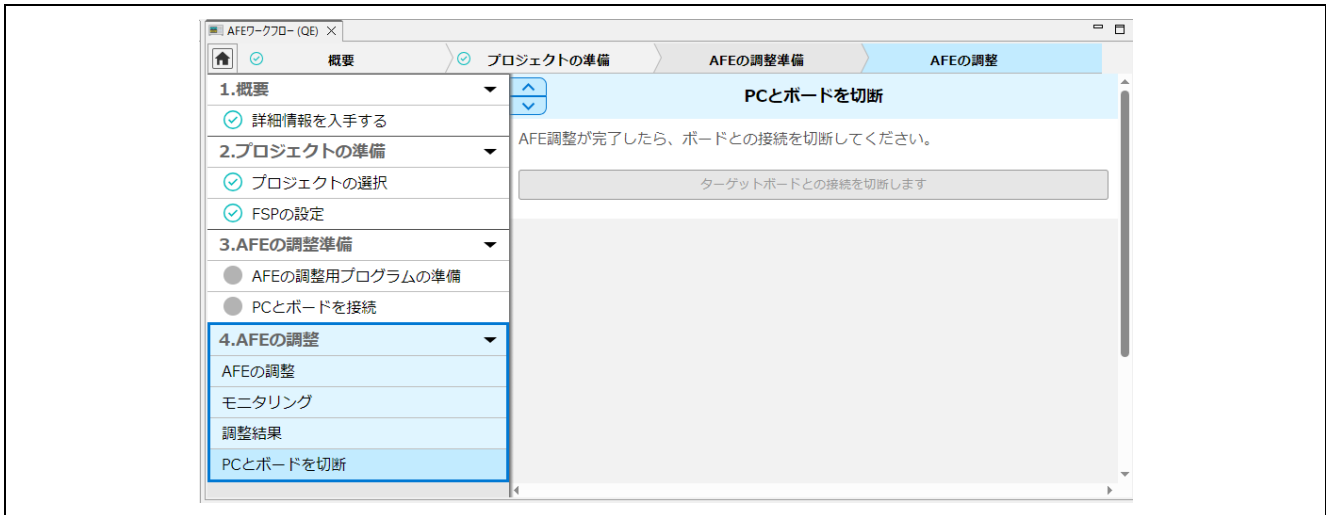 AFEワークフロー (QE)
概要
プロジェクトの準備
AFEの調整準備
AFEの調整
1.概要
詳細情報を入手する
2.プロジェクトの準備
プロジェクトの選択
FSPの設定
3.AFEの調整準備
AFEの調整用プログラムの準備
PCとボードを接続
4.AFEの調整
AFEの調整
モニタリング
調整結果
PCとボードを切断
PCとボードを切断
AFE調整が完了したら、ボードとの接続を切断してください。
ターゲットボードとの接続を切断します